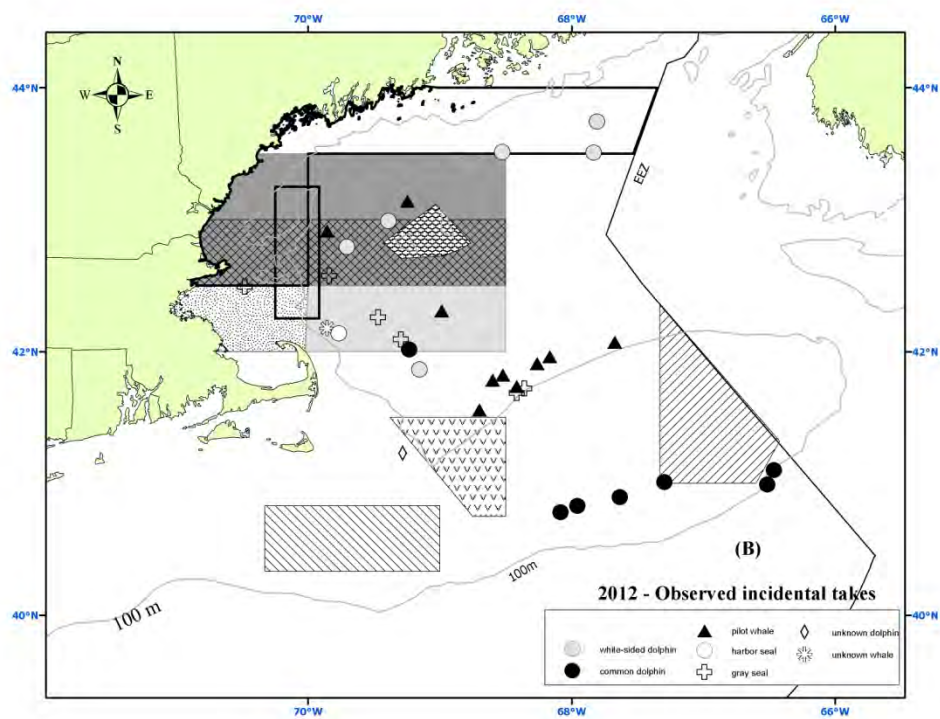 70°W 68°W 66°W
N
W E
S
44°N 44°N
EEZ
42°N 42°N
(B)
100m
100 m
2012 - Observed incidental takes
40°N 40°N
pilot whale unknown dolphin
white-sided dolphin harbor seal unknown whale
common dolphin gray seal
70°W 68°W 66°W